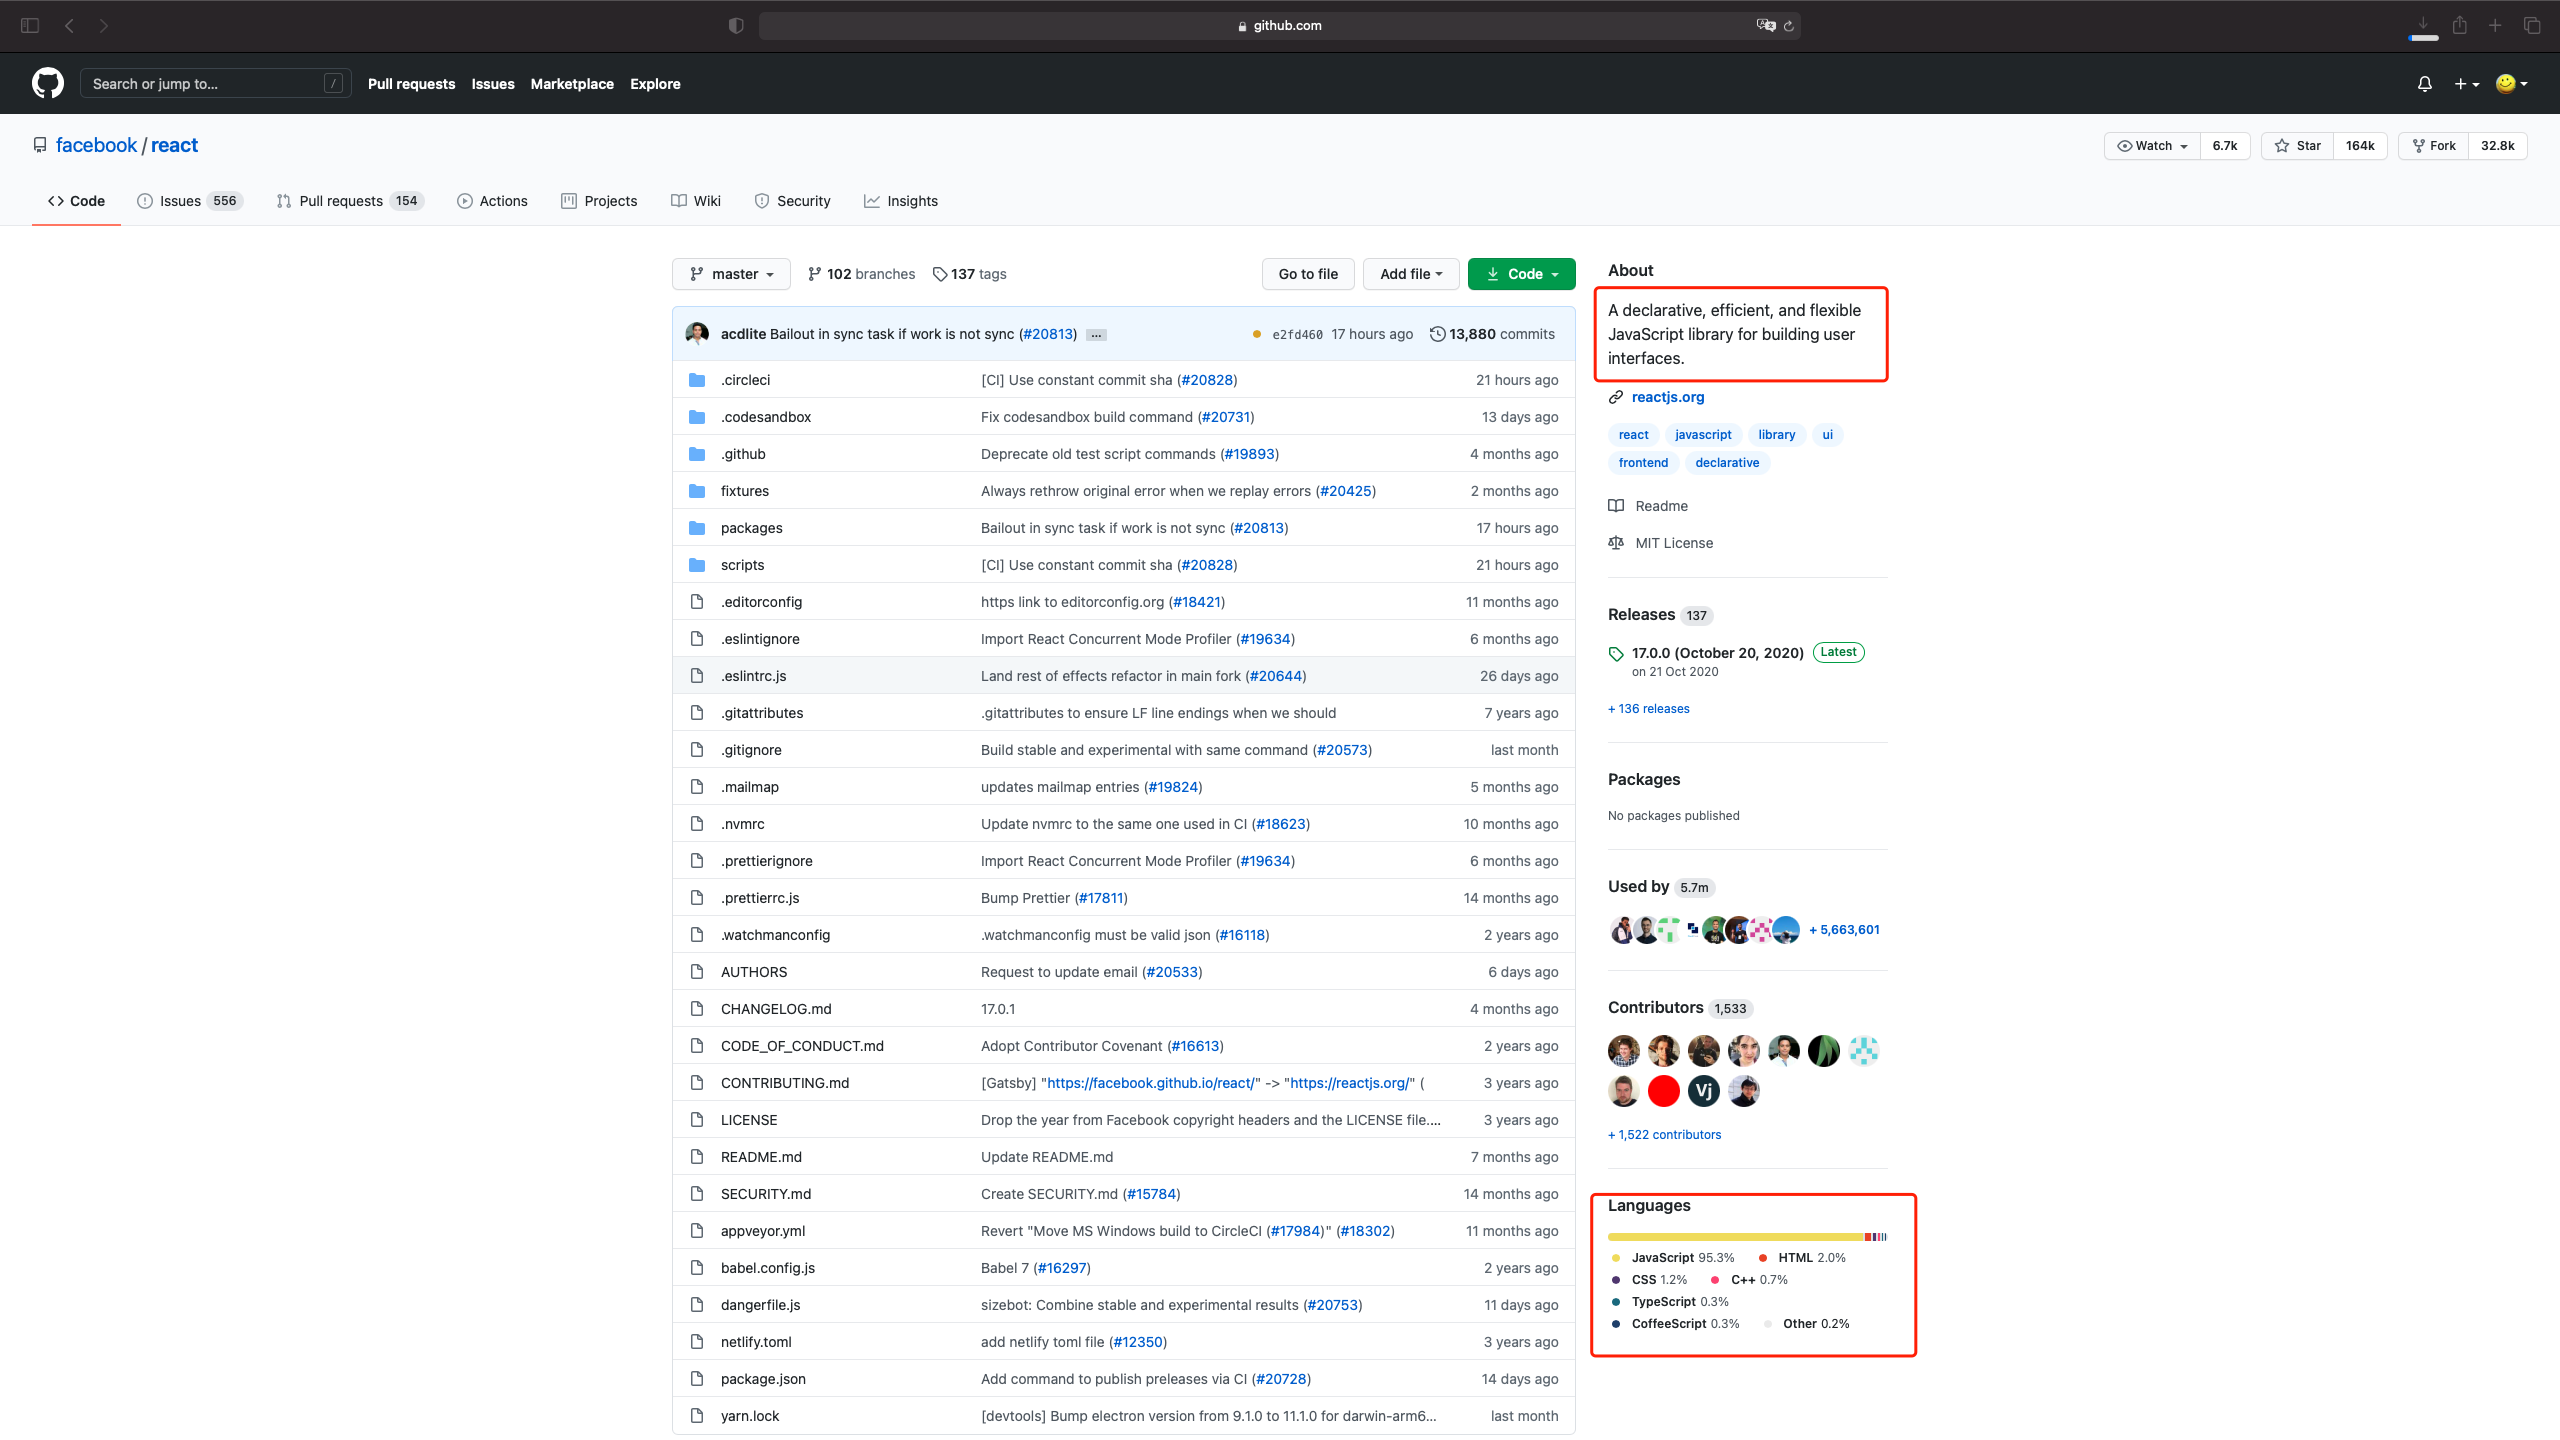 github.com
Search or jump to... /
Pull requests Issues Marketplace Explore
facebook / react
Watch 6.7k Star 164k Fork 32.8k
Code Issues 556 Pull requests 154 Actions Projects Wiki Security Insights
master 102 branches 137 tags Go to file Add file Code
acdlite Bailout in sync task if work is not sync (#20813) ... e2fd460 17 hours ago 13,880 commits
.circleci [CI] Use constant commit sha (#20828) 21 hours ago
.codesandbox Fix codesandbox build command (#20731) 13 days ago
.github Deprecate old test script commands (#19893) 4 months ago
fixtures Always rethrow original error when we replay errors (#20425) 2 months ago
packages Bailout in sync task if work is not sync (#20813) 17 hours ago
scripts [CI] Use constant commit sha (#20828) 21 hours ago
.editorconfig https link to editorconfig.org (#18421) 11 months ago
.eslintignore Import React Concurrent Mode Profiler (#19634) 6 months ago
.eslintrc.js Land rest of effects refactor in main fork (#20644) 26 days ago
.gitattributes .gitattributes to ensure LF line endings when we should 7 years ago
.gitignore Build stable and experimental with same command (#20573) last month
.mailmap updates mailmap entries (#19824) 5 months ago
.nvmrc Update nvmrc to the same one used in CI (#18623) 10 months ago
.prettierignore Import React Concurrent Mode Profiler (#19634) 6 months ago
.prettierrc.js Bump Prettier (#17811) 14 months ago
.watchmanconfig .watchmanconfig must be valid json (#16118) 2 years ago
AUTHORS Request to update email (#20533) 6 days ago
CHANGELOG.md 17.0.1 4 months ago
CODE_OF_CONDUCT.md Adopt Contributor Covenant (#16613) 2 years ago
CONTRIBUTING.md [Gatsby] "https://facebook.github.io/react/" -> "https://reactjs.org/" ( 3 years ago
LICENSE Drop the year from Facebook copyright headers and the LICENSE file.... 3 years ago
README.md Update README.md 7 months ago
SECURITY.md Create SECURITY.md (#15784) 14 months ago
appveyor.yml Revert "Move MS Windows build to CircleCI (#17984)" (#18302) 11 months ago
babel.config.js Babel 7 (#16297) 2 years ago
dangerfile.js sizebot: Combine stable and experimental results (#20753) 11 days ago
netlify.toml add netlify toml file (#12350) 3 years ago
package.json Add command to publish preleases via CI (#20728) 14 days ago
yarn.lock [devtools] Bump electron version from 9.1.0 to 11.1.0 for darwin-arm6... last month
About
A declarative, efficient, and flexible
JavaScript library for building user
interfaces.
reactjs.org
react javascript library ui
frontend declarative
Readme
MIT License
Releases 137
17.0.0 (October 20, 2020) Latest
on 21 Oct 2020
+ 136 releases
Packages
No packages published
Used by 5.7m
+ 5,663,601
Contributors 1,533
Vj
+ 1,522 contributors
Languages
JavaScript 95.3% HTML 2.0%
CSS 1.2% C++ 0.7%
TypeScript 0.3%
CoffeeScript 0.3% Other 0.2%